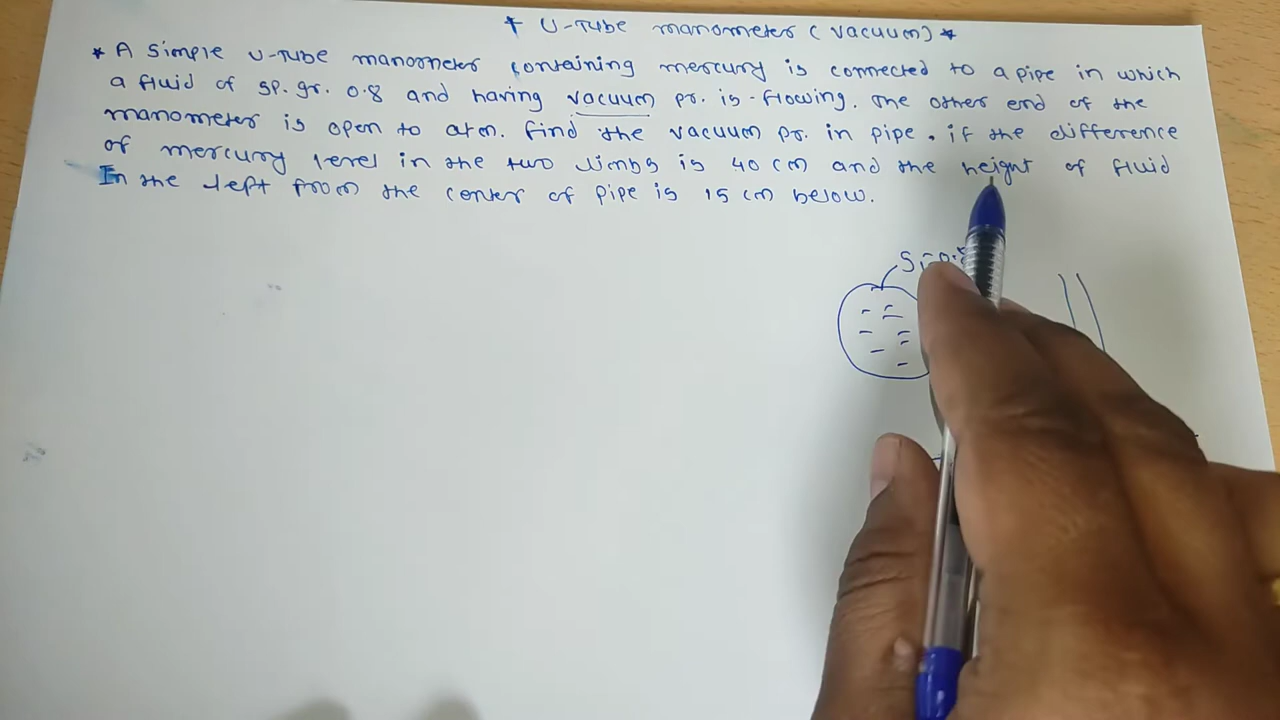 * U-Tube manometer (vacuum) *
* A simple U-Tube manometer containing mercury is connected to a pipe in which
a fluid of sp. gr. 0.8 and having vacuum pr. is flowing. The other end of the
manometer is open to atm. find the vacuum pr. in pipe. if the difference
of mercury level in the two limbs is 40 cm and the height of fluid
In the left from the center of pipe is 15 cm below.